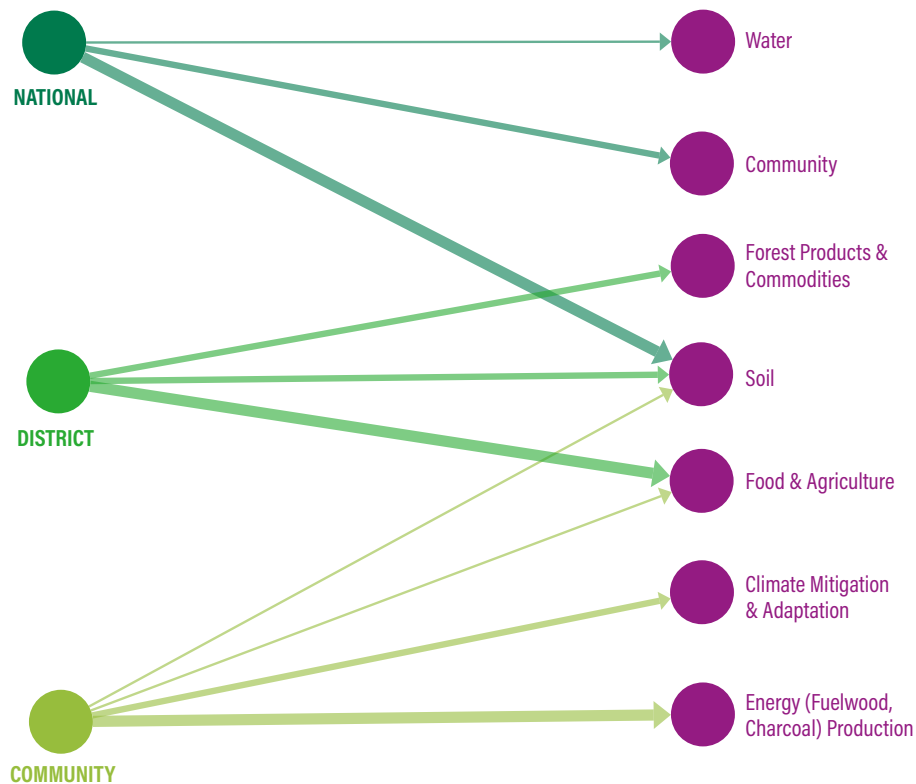 NATIONAL
DISTRICT
COMMUNITY
Water
Community
Forest Products &
Commodities
Soil
Food & Agriculture
Climate Mitigation
& Adaptation
Energy (Fuelwood,
Charcoal) Production